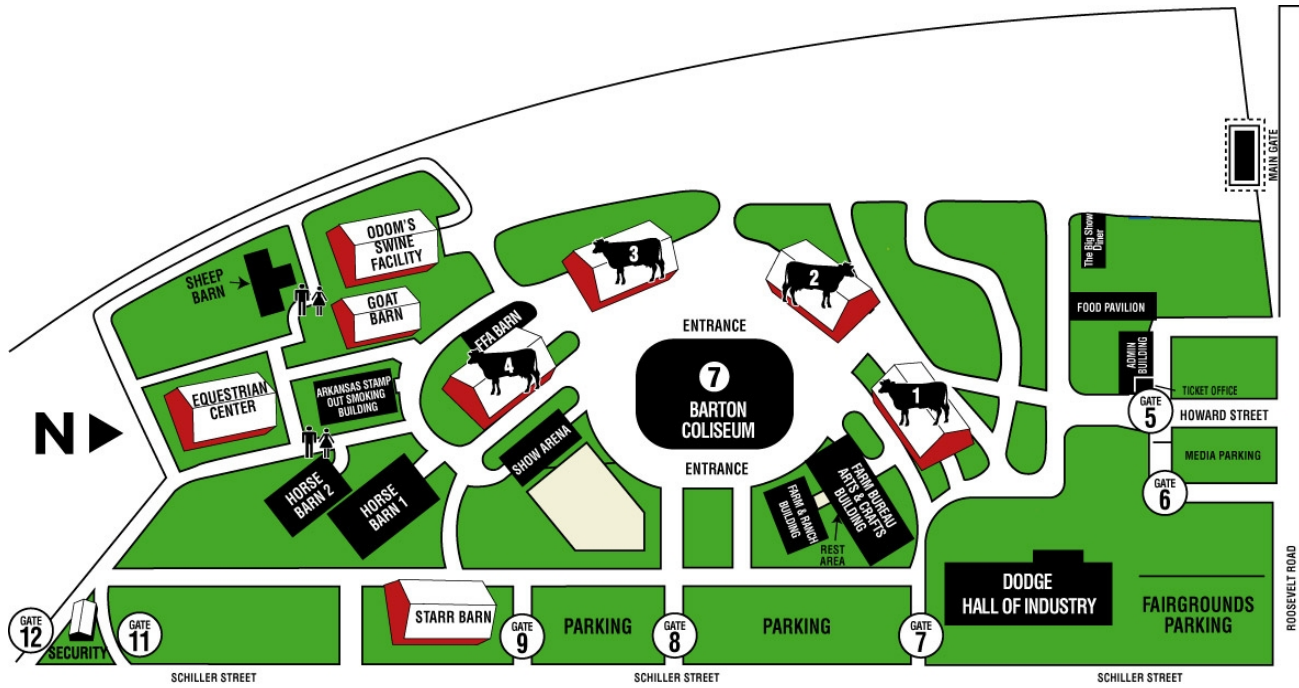 MAIN GATE
ROOSEVELT ROAD
The Big Show
Diner
FOOD PAVILION
ADMIN
BUILDING
TICKET OFFICE
GATE
5
HOWARD STREET
MEDIA PARKING
GATE
6
ODOM'S
SWINE
FACILITY
SHEEP
BARN
GOAT
BARN
3
2
FFA BARN
4
ENTRANCE
7
BARTON
COLISEUM
ENTRANCE
1
EQUESTRIAN
CENTER
ARKANSAS STAMP
OUT SMOKING
BUILDING
N
SHOW ARENA
HORSE
BARN 2
HORSE
BARN 1
FARM & RANCH
BUILDING
FARM BUREAU
ARTS & CRAFTS
BUILDING
REST
AREA
DODGE
HALL OF INDUSTRY
FAIRGROUNDS
PARKING
STARR BARN
GATE
12
SECURITY
GATE
11
GATE
9
PARKING
GATE
8
PARKING
GATE
7
SCHILLER STREET
SCHILLER STREET
SCHILLER STREET